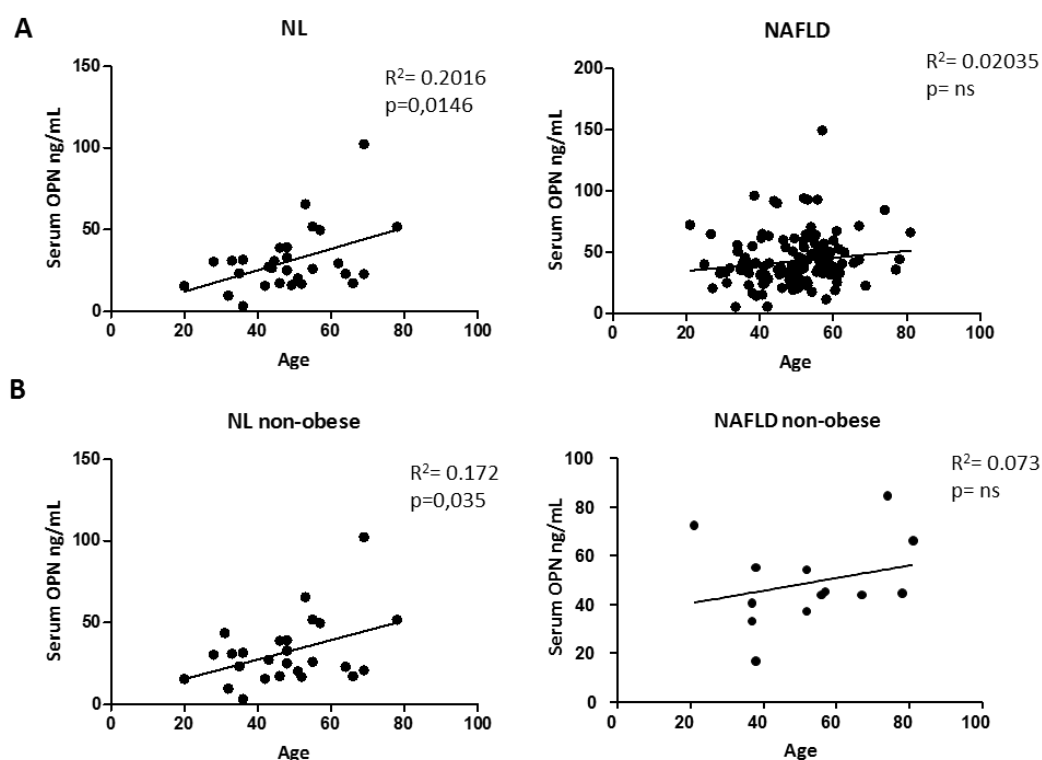 A
NL
R²= 0.2016
p=0,0146
Serum OPN ng/mL
150
100
50
0
0 20 40 60 80 100
Age
NAFLD
R²= 0.02035
p= ns
Serum OPN ng/mL
200
150
100
50
0
0 20 40 60 80 100
Age
B
NL non-obese
R²= 0.172
p=0,035
Serum OPN ng/mL
150
100
50
0
0 20 40 60 80 100
Age
NAFLD non-obese
R²= 0.073
p= ns
Serum OPN ng/mL
100
80
60
40
20
0
0 20 40 60 80 100
Age